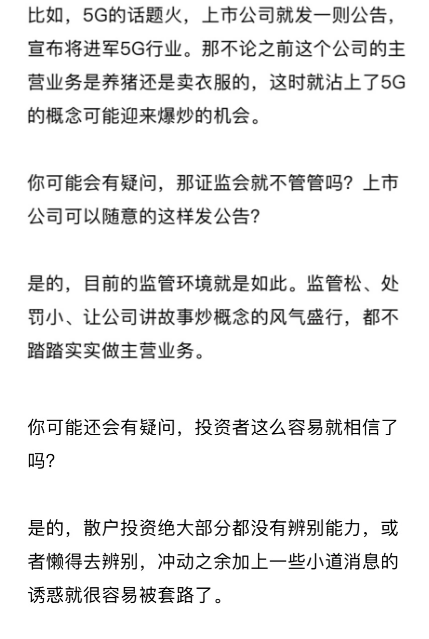 比如，5G的话题火，上市公司就发一则公告，
宣布将进军5G行业。那不论之前这个公司的主
营业务是养猪还是卖衣服的，这时就沾上了5G
的概念可能迎来爆炒的机会。
你可能会有疑问，那证监会就不管管吗？上市
公司可以随意的这样发公告？
是的，目前的监管环境就是如此。监管松、处
罚小、让公司讲故事炒概念的风气盛行，都不
踏踏实实做主营业务。
你可能还会有疑问，投资者这么容易就相信了
吗？
是的，散户投资绝大部分都没有辨别能力，或
者懒得去辨别，冲动之余加上一些小道消息的
诱惑就很容易被套路了。